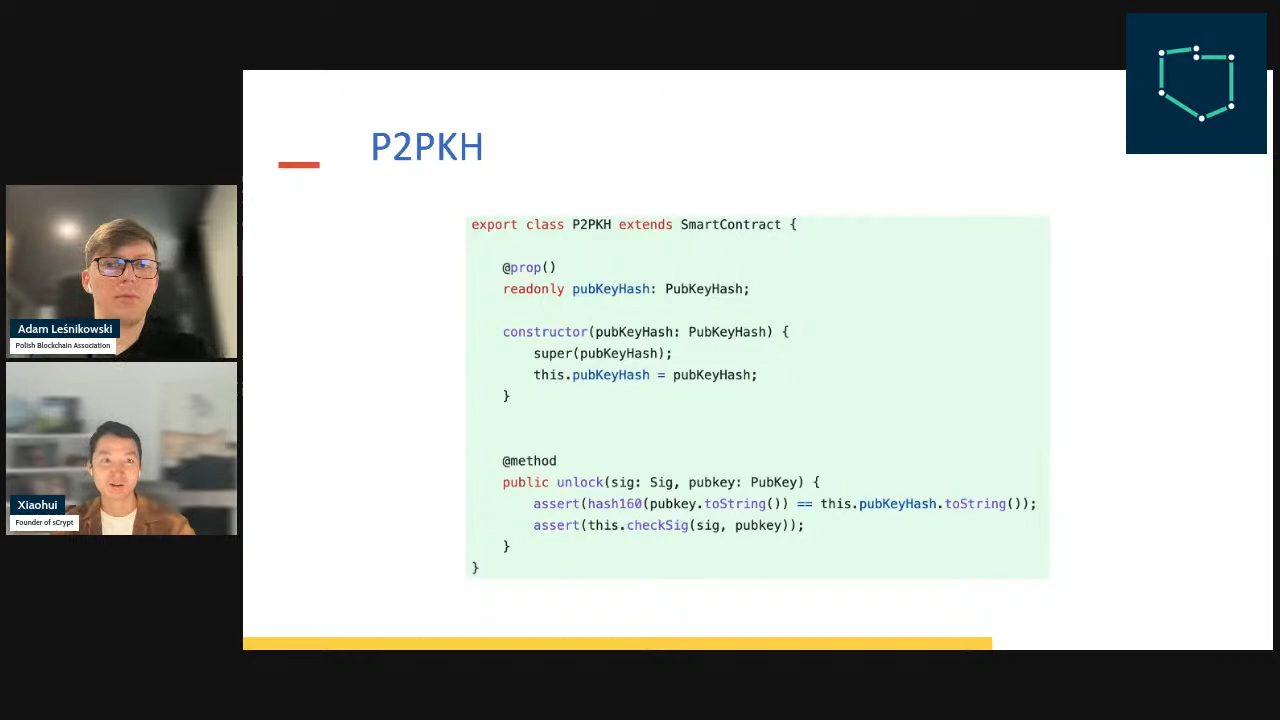 P2PKH
export class P2PKH extends SmartContract {
@prop()
readonly pubKeyHash: PubKeyHash;
constructor(pubKeyHash: PubKeyHash) {
super(pubKeyHash);
this.pubKeyHash = pubKeyHash;
}
@method
public unlock(sig: Sig, pubkey: PubKey) {
assert(hash160(pubkey.toString()) == this.pubKeyHash.toString());
assert(this.checkSig(sig, pubkey));
}
}
Adam Leśnikowski
Polish Blockchain Association
Xiaohui
Founder of sCrypt